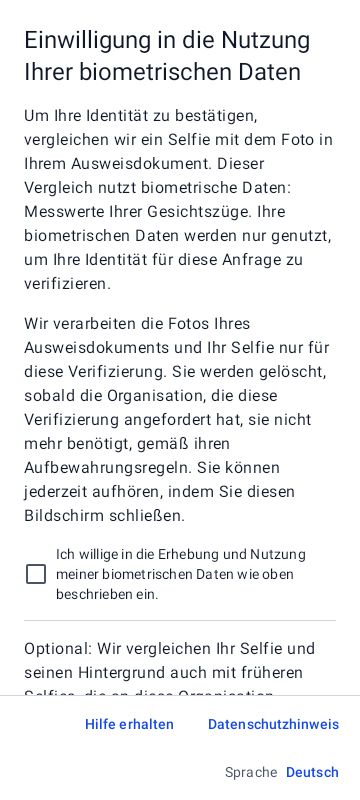 Einwilligung in die Nutzung
Ihrer biometrischen Daten
Um Ihre Identität zu bestätigen,
vergleichen wir ein Selfie mit dem Foto in
Ihrem Ausweisdokument. Dieser
Vergleich nutzt biometrische Daten:
Messwerte Ihrer Gesichtszüge. Ihre
biometrischen Daten werden nur genutzt,
um Ihre Identität für diese Anfrage zu
verifizieren.
Wir verarbeiten die Fotos Ihres
Ausweisdokuments und Ihr Selfie nur für
diese Verifizierung. Sie werden gelöscht,
sobald die Organisation, die diese
Verifizierung angefordert hat, sie nicht
mehr benötigt, gemäß ihren
Aufbewahrungsregeln. Sie können
jederzeit aufhören, indem Sie diesen
Bildschirm schließen.
Ich willige in die Erhebung und Nutzung
meiner biometrischen Daten wie oben
beschrieben ein.
Optional: Wir vergleichen Ihr Selfie und
seinen Hintergrund auch mit früheren
Selfies, die an diese Organisation
Hilfe erhalten
Datenschutzhinweis
Sprache Deutsch